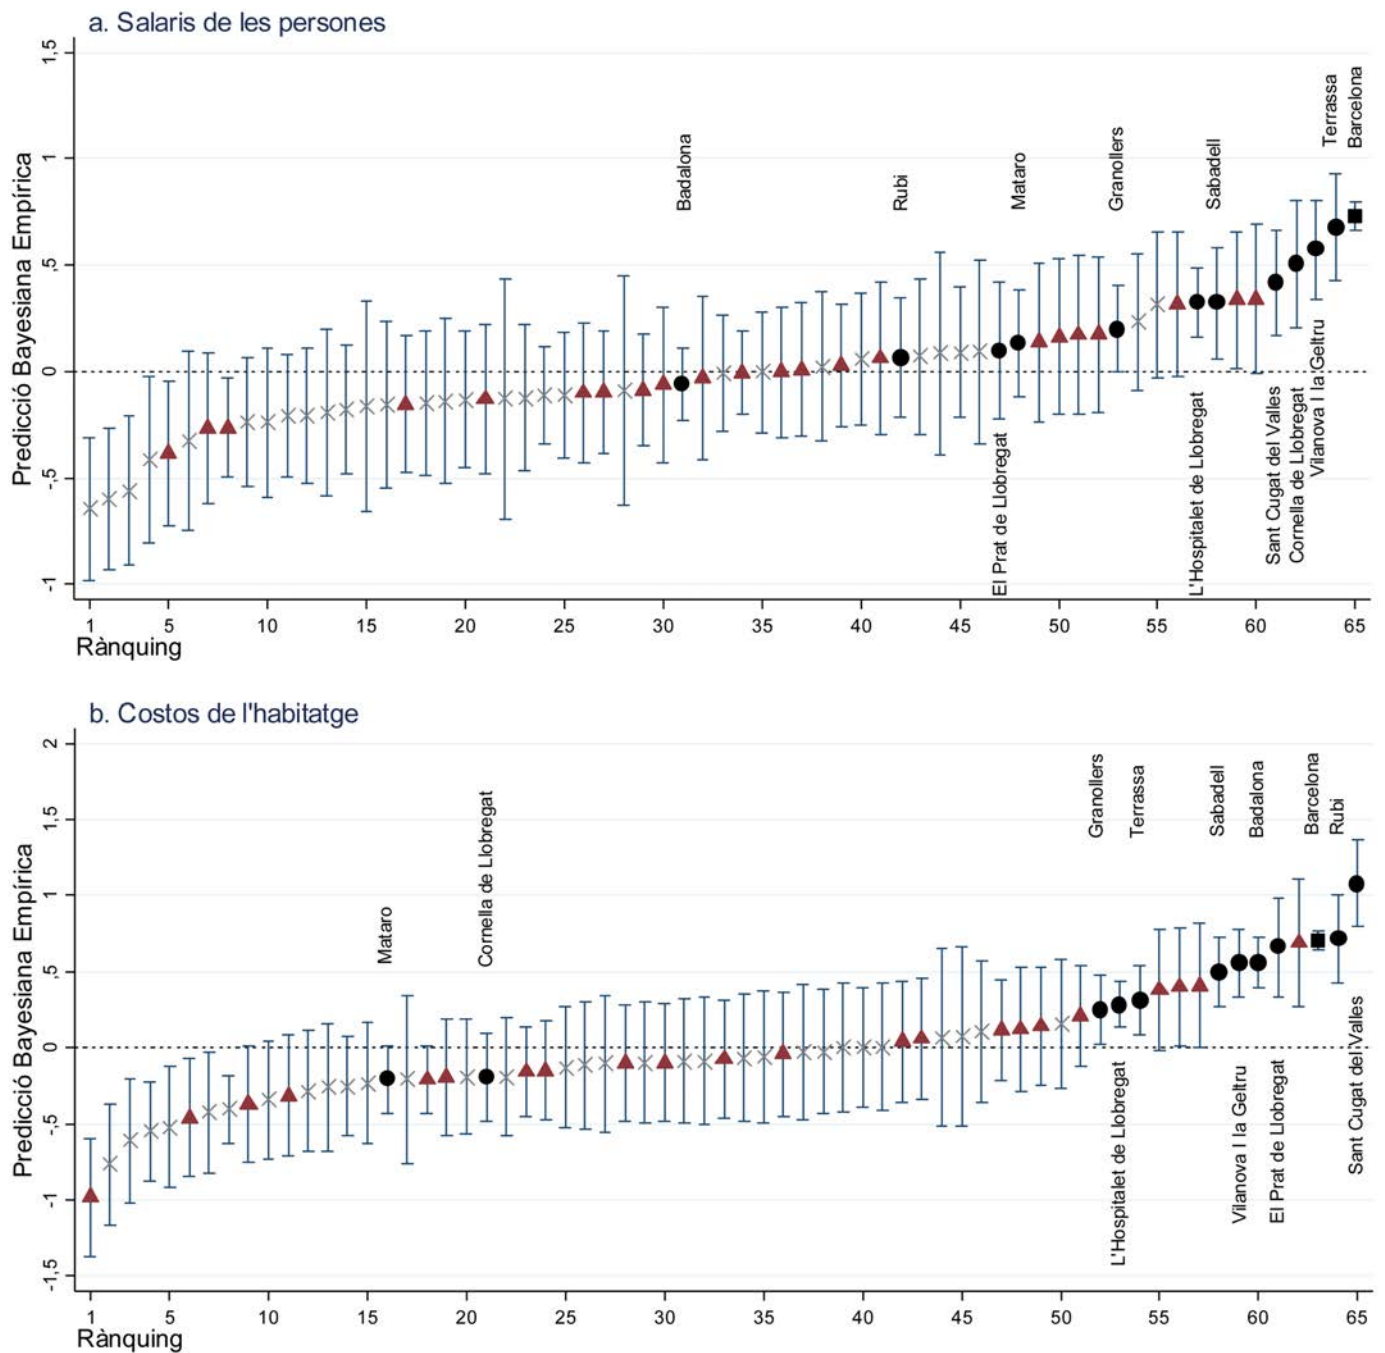 a. Salaris de les persones
Predicció Bayesiana Empírica
1,5
1
,5
0
-,5
-1
Badalona
Rubi
Mataro
Granollers
Sabadell
Terrassa
Barcelona
El Prat de Llobregat
L'Hospitalet de Llobregat
Sant Cugat del Valles
Cornella de Llobregat
Vilanova I la Geltru
1 5 10 15 20 25 30 35 40 45 50 55 60 65
Rànquing
b. Costos de l'habitatge
Predicció Bayesiana Empírica
2
1,5
1
,5
0
-,5
-1
-1,5
Mataro
Cornella de Llobregat
Granollers
Terrassa
Sabadell
Badalona
Barcelona
Rubi
L'Hospitalet de Llobregat
Vilanova I la Geltru
El Prat de Llobregat
Sant Cugat del Valles
1 5 10 15 20 25 30 35 40 45 50 55 60 65
Rànquing